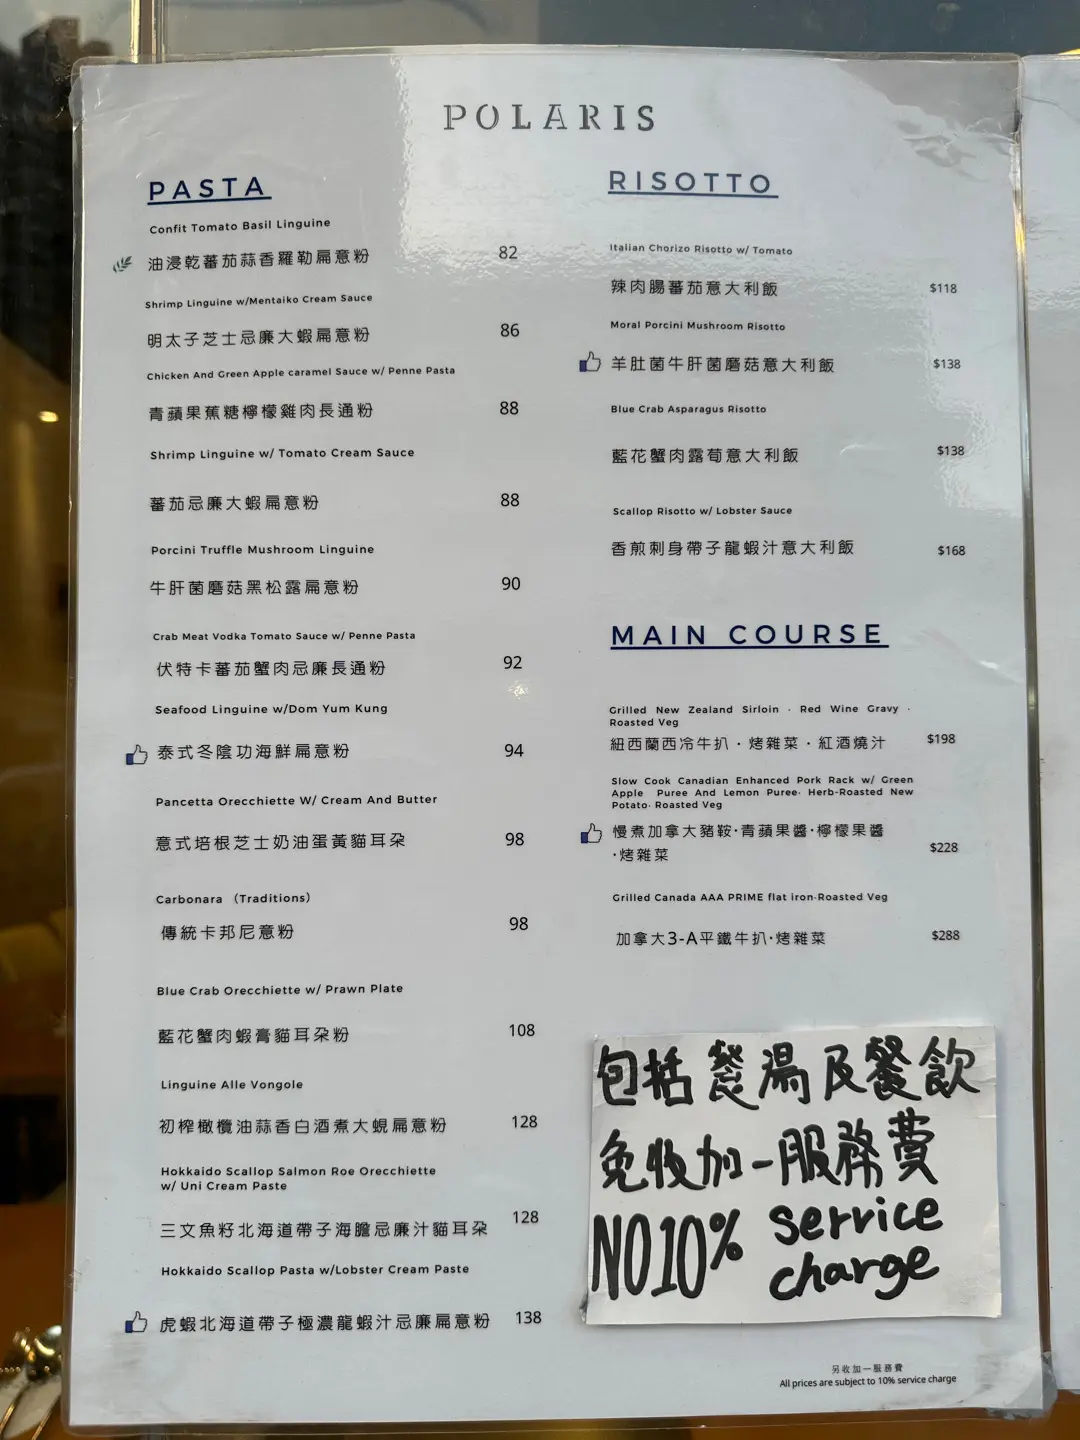 POLARIS
PASTA
Confit Tomato Basil Linguine
油浸乾蕃茄蒜香羅勒扁意粉 82
Shrimp Linguine w/Mentaiko Cream Sauce
明太子芝士忌廉大蝦扁意粉 86
Chicken And Green Apple caramel Sauce w/ Penne Pasta
青蘋果蕉糖檸檬雞肉長通粉 88
Shrimp Linguine w/ Tomato Cream Sauce
蕃茄忌廉大蝦扁意粉 88
Porcini Truffle Mushroom Linguine
牛肝菌磨菇黑松露扁意粉 90
Crab Meat Vodka Tomato Sauce w/ Penne Pasta
伏特卡蕃茄蟹肉忌廉長通粉 92
Seafood Linguine w/Dom Yum Kung
泰式冬陰功海鮮扁意粉 94
Pancetta Orecchiette W/ Cream And Butter
意式培根芝士奶油蛋黃貓耳朶 98
Carbonara （Traditions）
傳統卡邦尼意粉 98
Blue Crab Orecchiette w/ Prawn Plate
藍花蟹肉蝦膏貓耳朶粉 108
Linguine Alle Vongole
初榨橄欖油蒜香白酒煮大蜆扁意粉 128
Hokkaido Scallop Salmon Roe Orecchiette
w/ Uni Cream Paste
三文魚籽北海道帶子海膽忌廉汁貓耳朶 128
Hokkaido Scallop Pasta w/Lobster Cream Paste
虎蝦北海道帶子極濃龍蝦汁忌廉扁意粉 138
RISOTTO
Italian Chorizo Risotto w/ Tomato
辣肉腸蕃茄意大利飯 $118
Moral Porcini Mushroom Risotto
羊肚菌牛肝菌磨菇意大利飯 $138
Blue Crab Asparagus Risotto
藍花蟹肉露荀意大利飯 $138
Scallop Risotto w/ Lobster Sauce
香煎刺身帶子龍蝦汁意大利飯 $168
MAIN COURSE
Grilled New Zealand Sirloin · Red Wine Gravy ·
Roasted Veg
紐西蘭西冷牛扒·烤雜菜·紅酒燒汁 $198
Slow Cook Canadian Enhanced Pork Rack w/ Green
Apple Puree And Lemon Puree· Herb-Roasted New
Potato· Roasted Veg
慢煮加拿大豬鞍·青蘋果醬·檸檬果醬
·烤雜菜 $228
Grilled Canada AAA PRIME flat iron·Roasted Veg
加拿大3-A平鐵牛扒·烤雜菜 $288
包括餐湯及餐飲
免收加一服務費
NO 10% service
charge
另收加一服務費
All prices are subject to 10% service charge